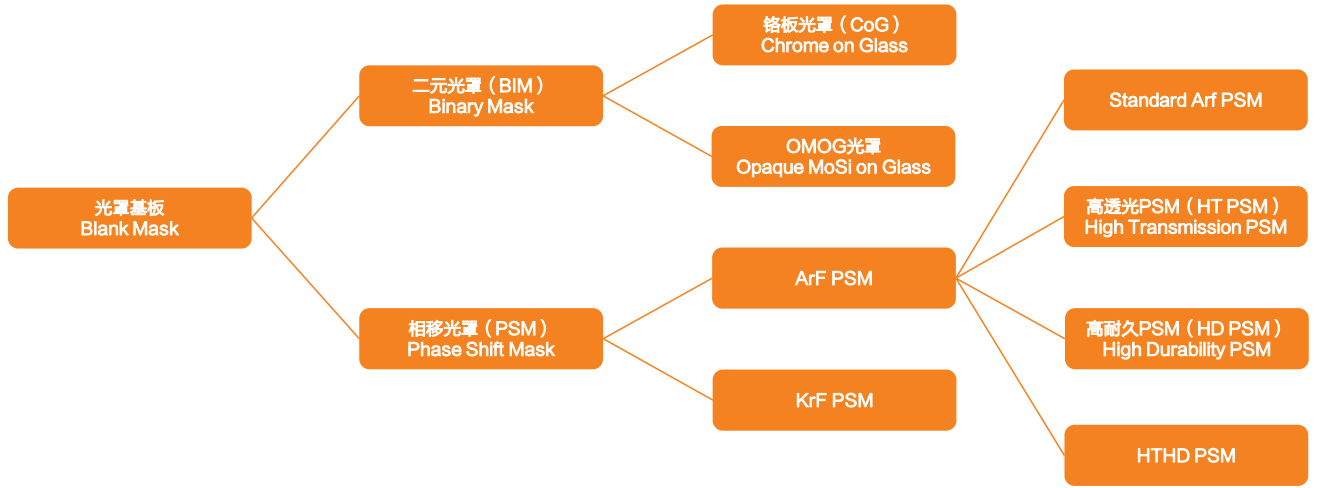 光罩基板
Blank Mask
二元光罩（BIM）
Binary Mask
相移光罩（PSM）
Phase Shift Mask
铬板光罩（CoG）
Chrome on Glass
OMOG光罩
Opaque MoSi on Glass
ArF PSM
KrF PSM
Standard Arf PSM
高透光PSM（HT PSM）
High Transmission PSM
高耐久PSM（HD PSM）
High Durability PSM
HTHD PSM